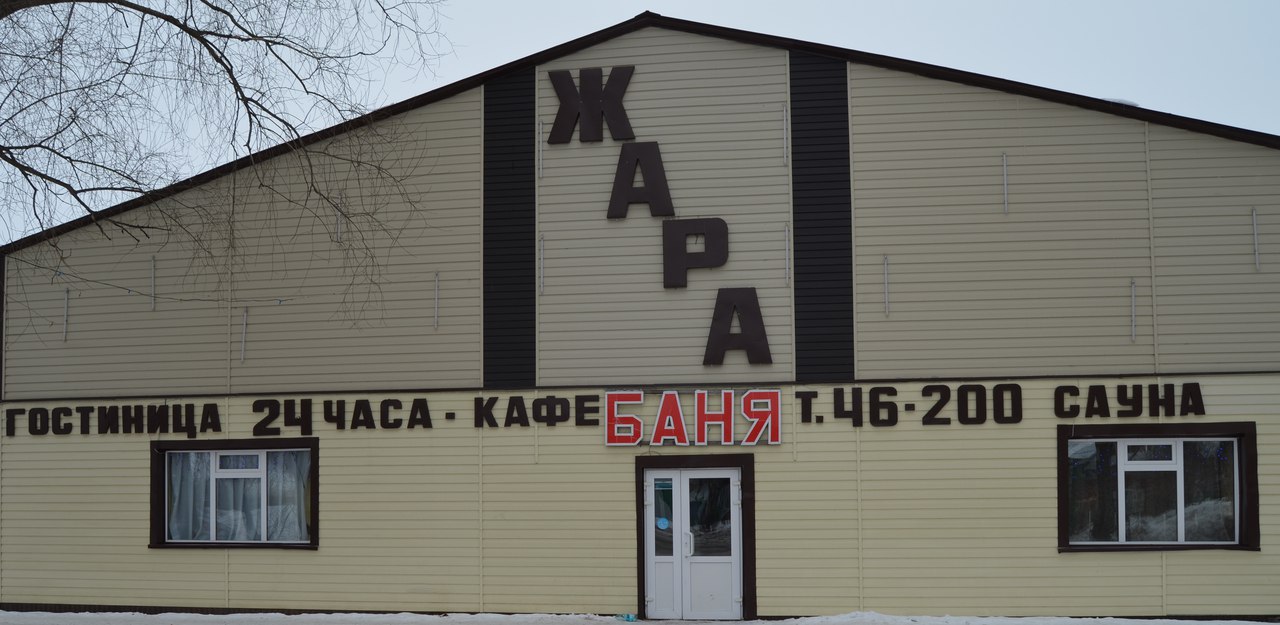 ЖАРА
ГОСТИНИЦА 24 ЧАСА - КАФЕ БАНЯ Т. 46-200 САУНА